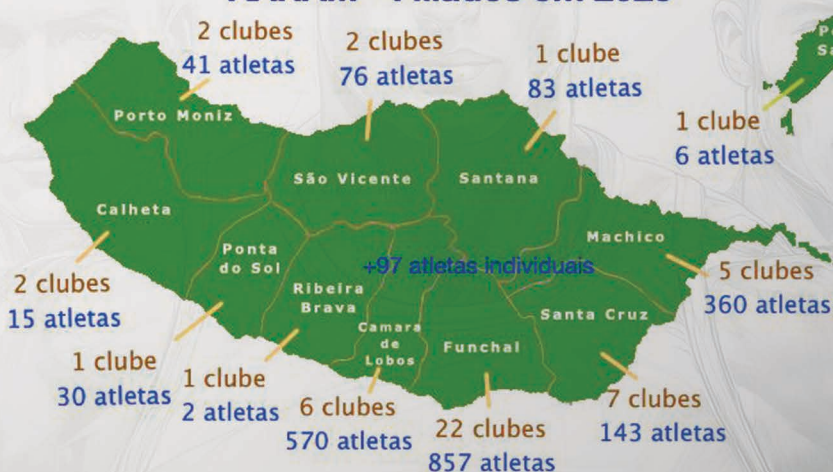 2 clubes
41 atletas
2 clubes
76 atletas
1 clube
83 atletas
1 clube
6 atletas
Porto Moniz
São Vicente
Santana
Calheta
Ponta
do Sol
Ribeira
Brava
Camara
de
Lobos
Funchal
Santa Cruz
Machico
+97 atletas individuais
2 clubes
15 atletas
1 clube
30 atletas
1 clube
2 atletas
6 clubes
570 atletas
22 clubes
857 atletas
7 clubes
143 atletas
5 clubes
360 atletas